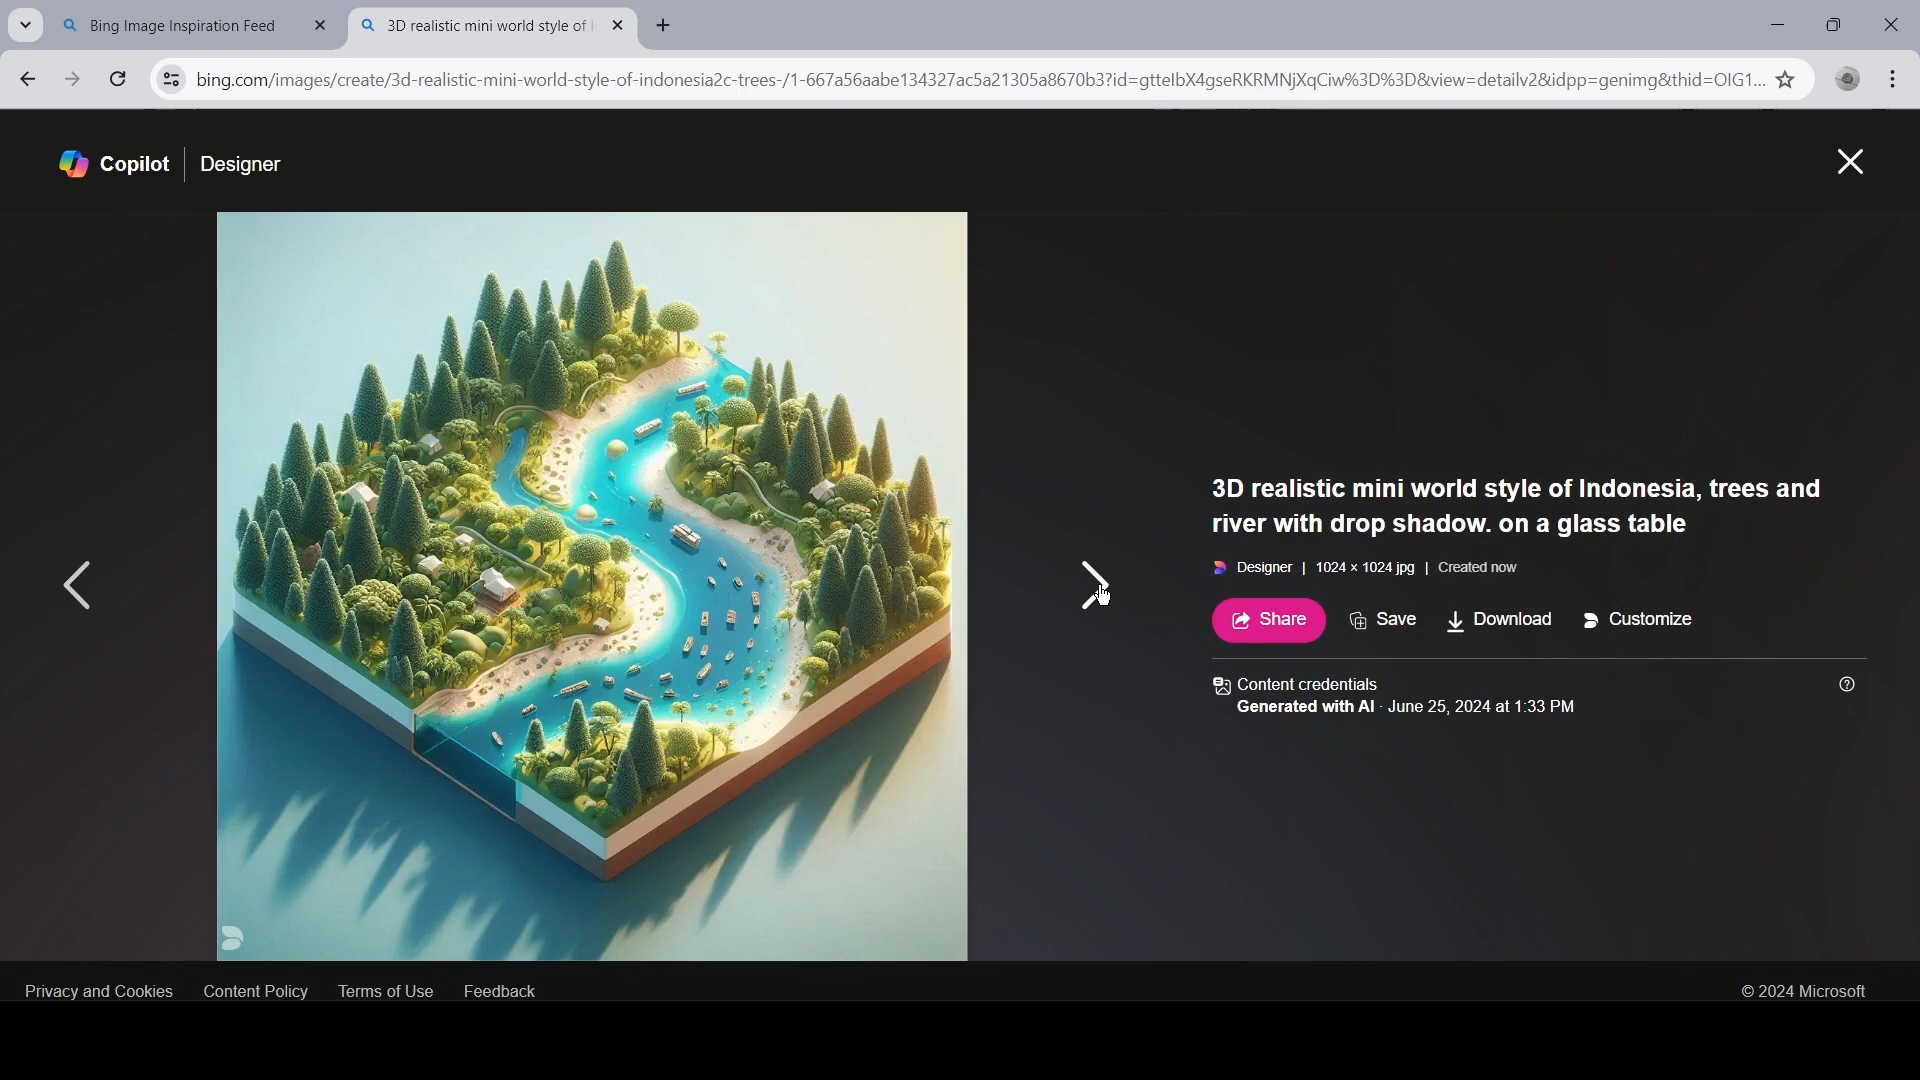 Bing Image Inspiration Feed
3D realistic mini world style of
bing.com/images/create/3d-realistic-mini-world-style-of-indonesia2c-trees-/1-667a56aabe134327ac5a21305a8670b3?id=gttelbX4gseRKRMNjXqCiw%3D%3D&view=detailv2&idpp=genimg&thid=OIG1...
Copilot | Designer
3D realistic mini world style of Indonesia, trees and
river with drop shadow. on a glass table
Designer | 1024 × 1024 jpg | Created now
Share Save Download Customize
Content credentials
Generated with AI · June 25, 2024 at 1:33 PM
Privacy and Cookies Content Policy Terms of Use Feedback © 2024 Microsoft